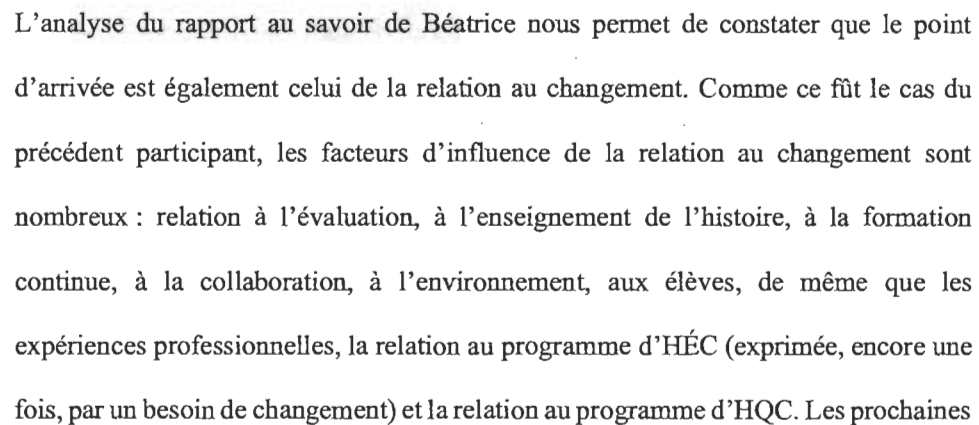 L'analyse du rapport au savoir de Béatrice nous permet de constater que le point
d'arrivée est également celui de la relation au changement. Comme ce fût le cas du
précédent participant, les facteurs d'influence de la relation au changement sont
nombreux : relation à l'évaluation, à l'enseignement de l'histoire, à la formation
continue, à la collaboration, à l'environnement, aux élèves, de même que les
expériences professionnelles, la relation au programme d'HÉC (exprimée, encore une
fois, par un besoin de changement) et la relation au programme d'HQC. Les prochaines